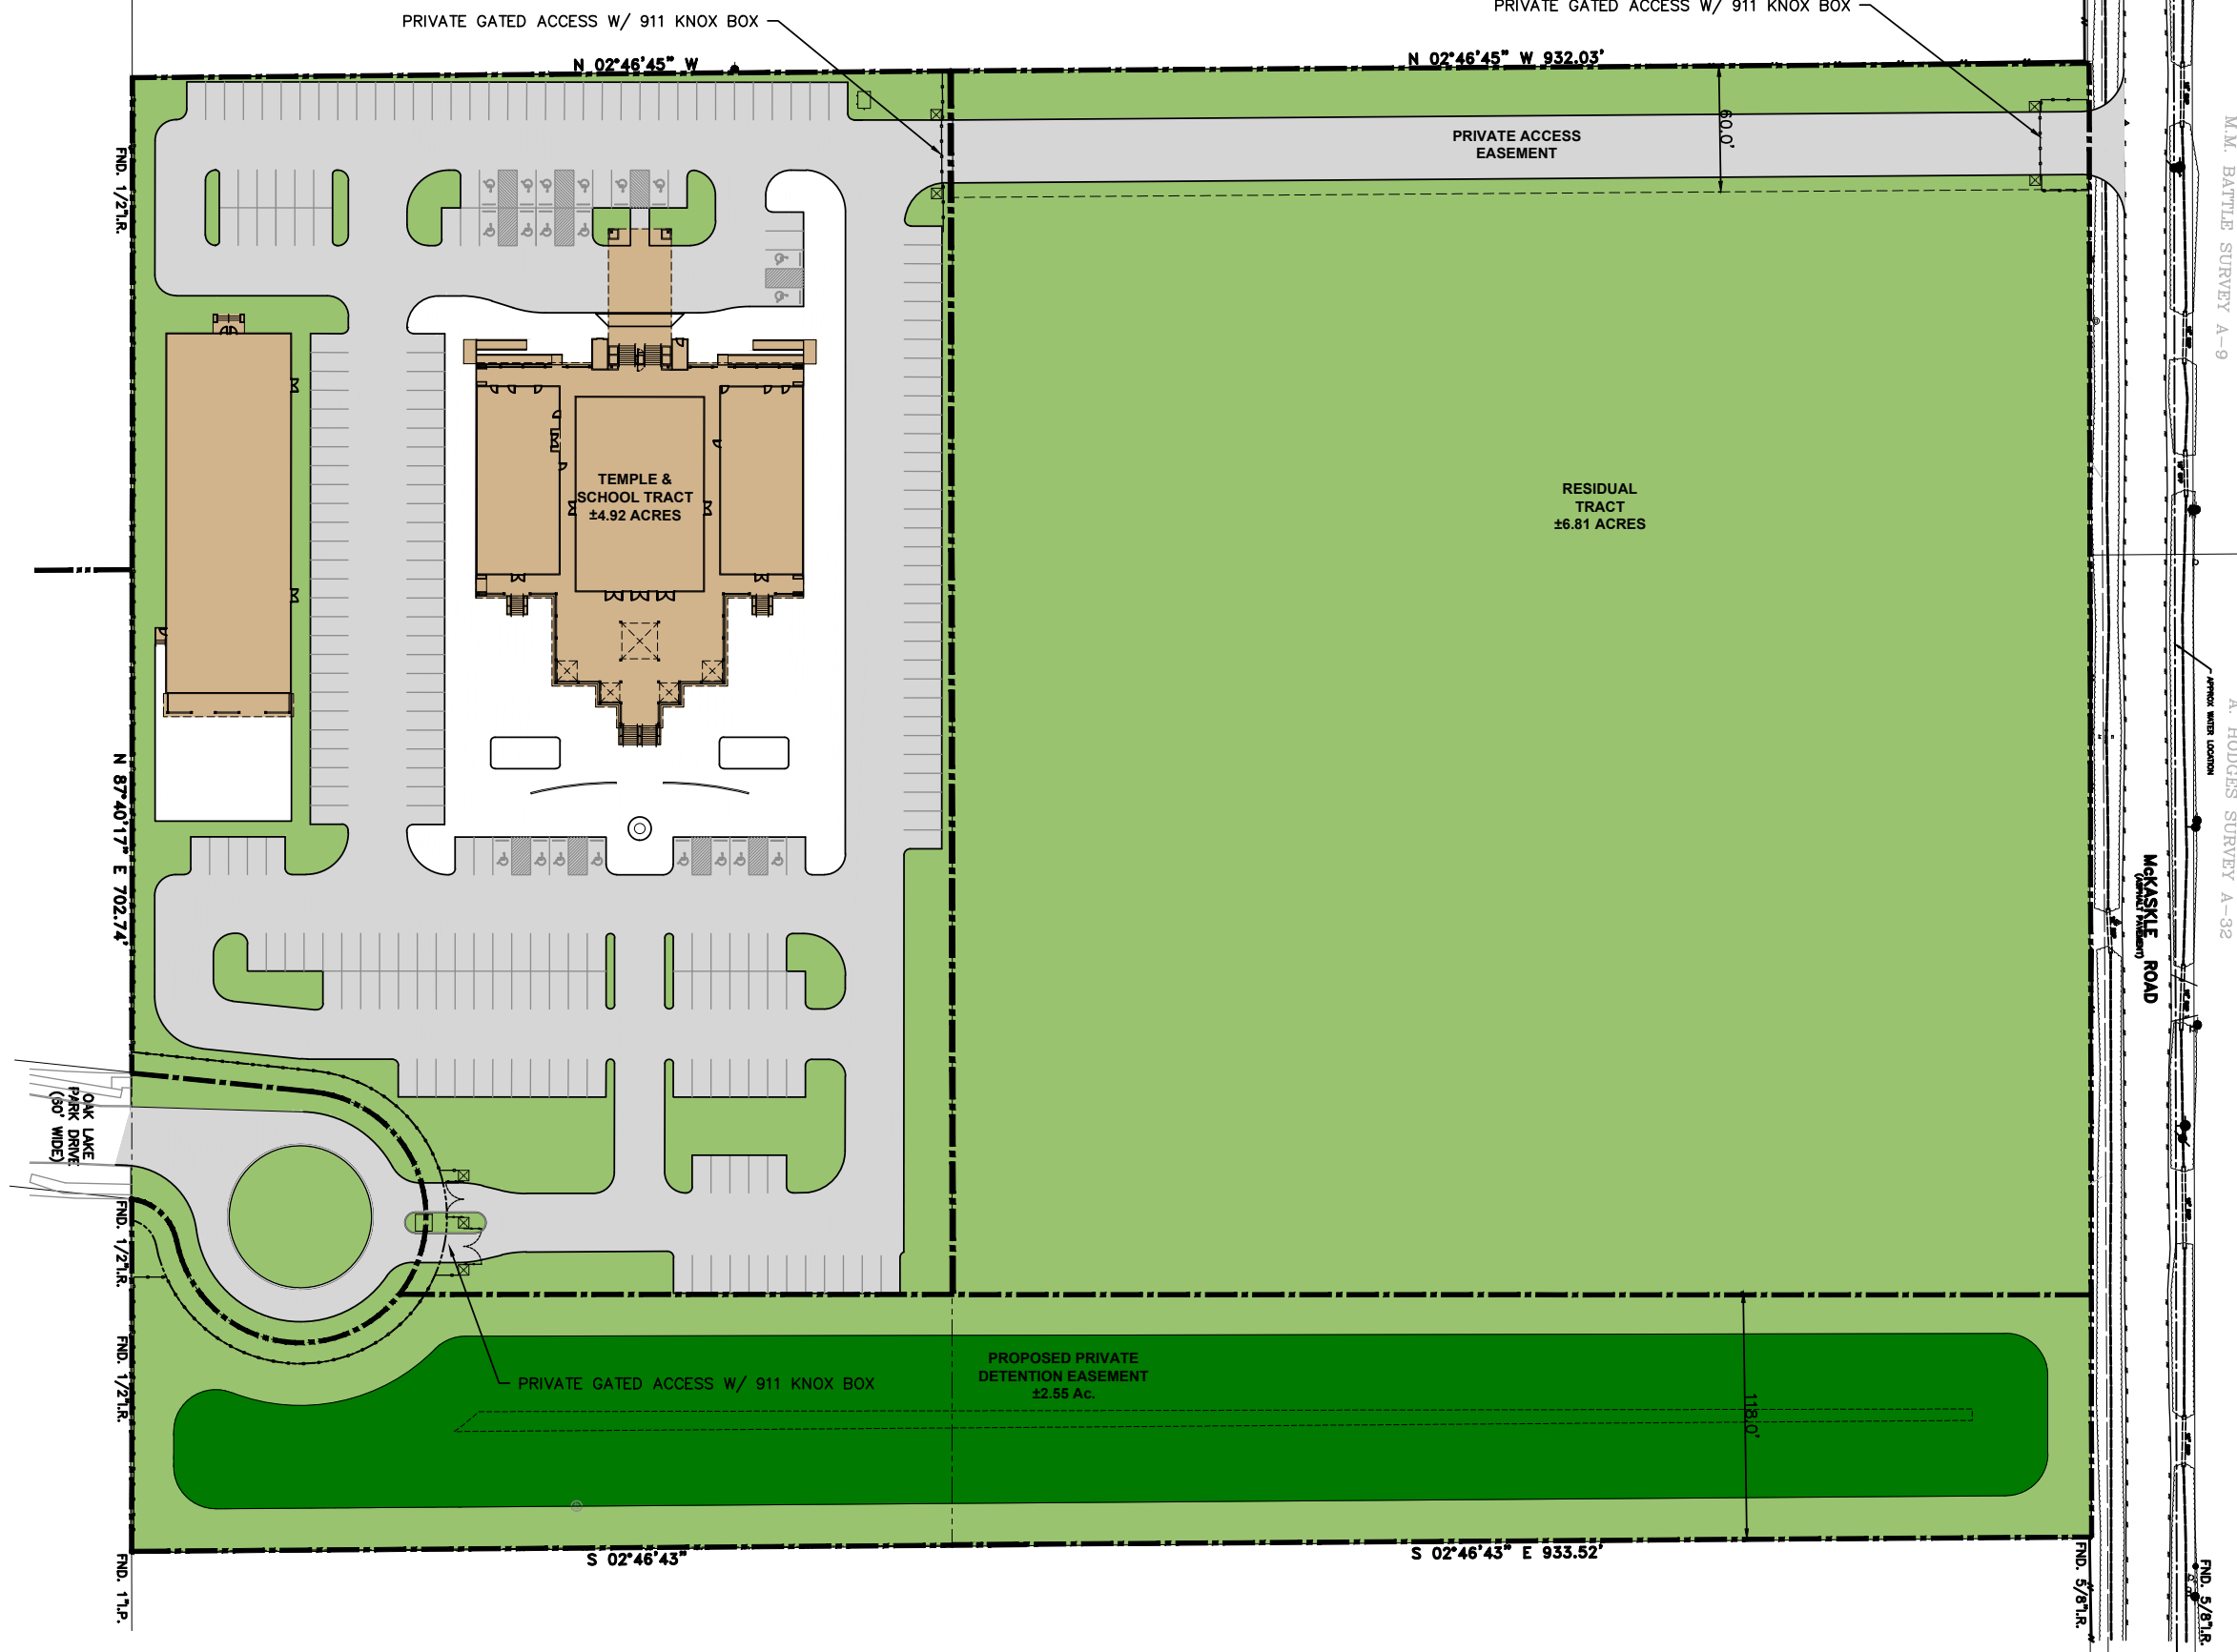 PRIVATE GATED ACCESS W/ 911 KNOX BOX
PRIVATE GATED ACCESS W/ 911 KNOX BOX
N 02°46'45" W
N 02°46'45" W 932.03'
FND. 1/2"I.R.
PRIVATE ACCESS
EASEMENT
60.0'
M.M. BATTLE SURVEY A-9
TEMPLE &
SCHOOL TRACT
±4.92 ACRES
RESIDUAL
TRACT
±6.81 ACRES
APPROX WATER LOCATION
A. HODGES SURVEY A-32
N 87°40'17" E 702.74'
McKASKLE ROAD
(ASPHALT PAVEMENT)
OAK LAKE
PARK DRIVE
(60' WIDE)
FND. 1/2"I.R.
FND. 1/2"I.R.
PRIVATE GATED ACCESS W/ 911 KNOX BOX
PROPOSED PRIVATE
DETENTION EASEMENT
±2.55 Ac.
118.0'
S 02°46'43"
S 02°46'43" E 933.52'
FND. 1"I.P.
FND. 5/8"I.R.
FND. 5/8"I.R.